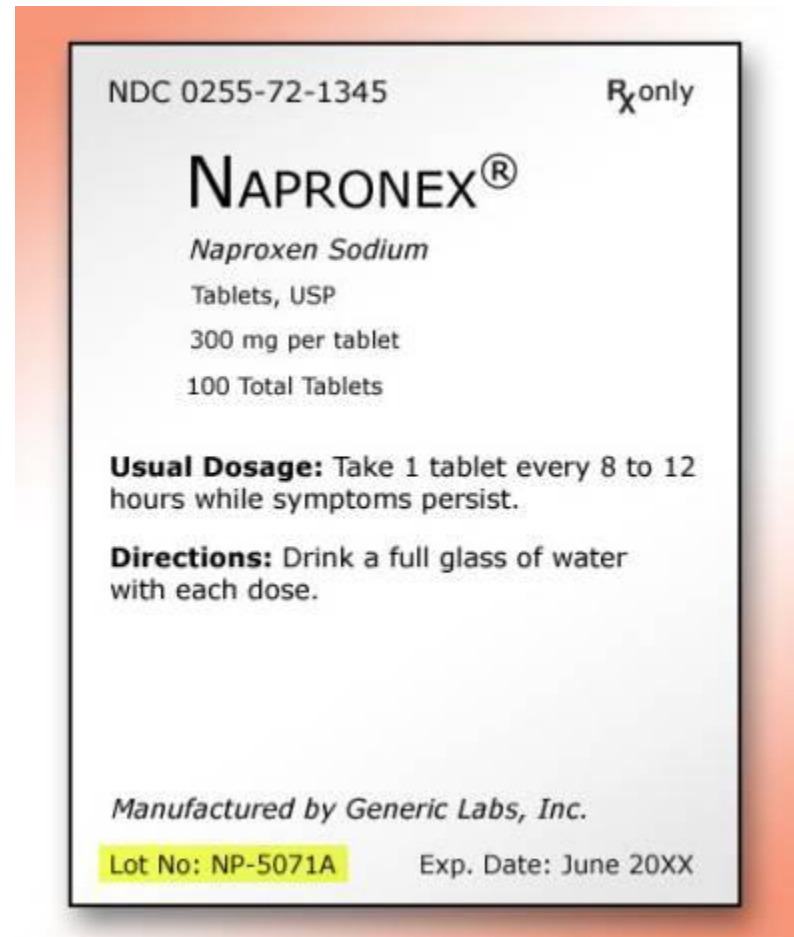 NDC 0255-72-1345 Rx only
NAPRONEX®
Naproxen Sodium
Tablets, USP
300 mg per tablet
100 Total Tablets
Usual Dosage: Take 1 tablet every 8 to 12
hours while symptoms persist.
Directions: Drink a full glass of water
with each dose.
Manufactured by Generic Labs, Inc.
Lot No: NP-5071A Exp. Date: June 20XX